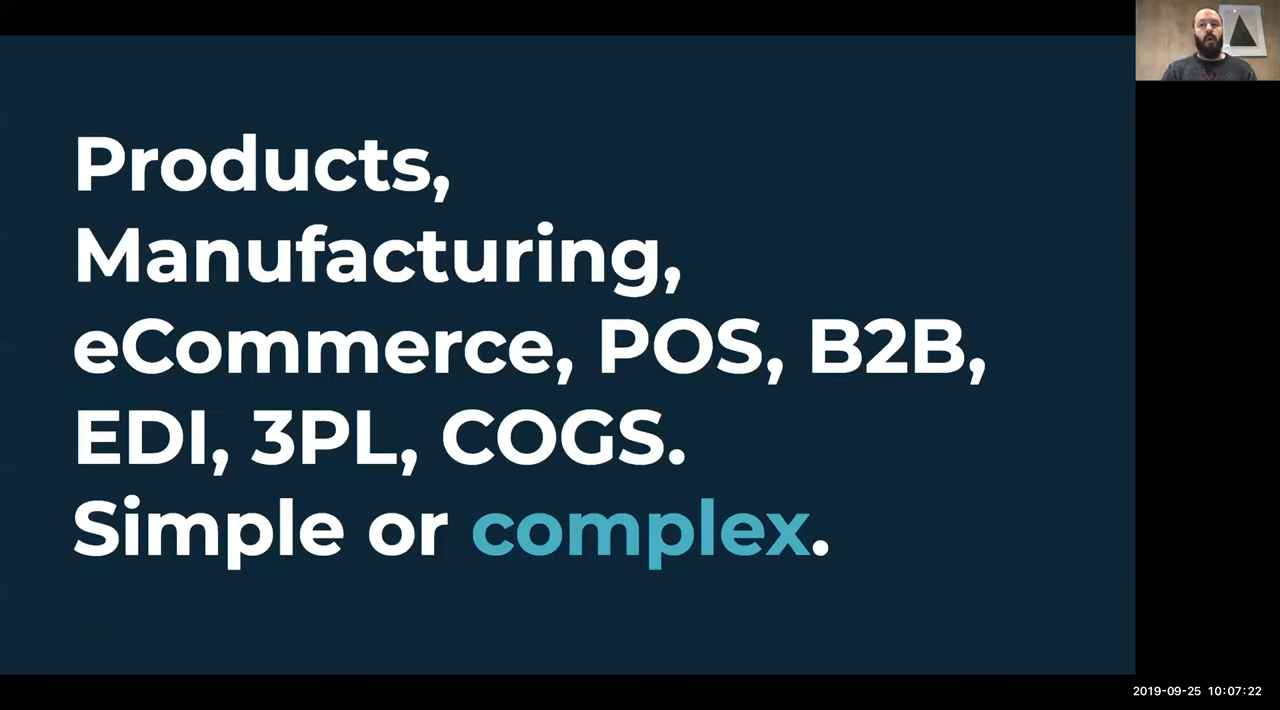 Products,
Manufacturing,
eCommerce, POS, B2B,
EDI, 3PL, COGS.
Simple or complex.
2019-09-25 10:07:22